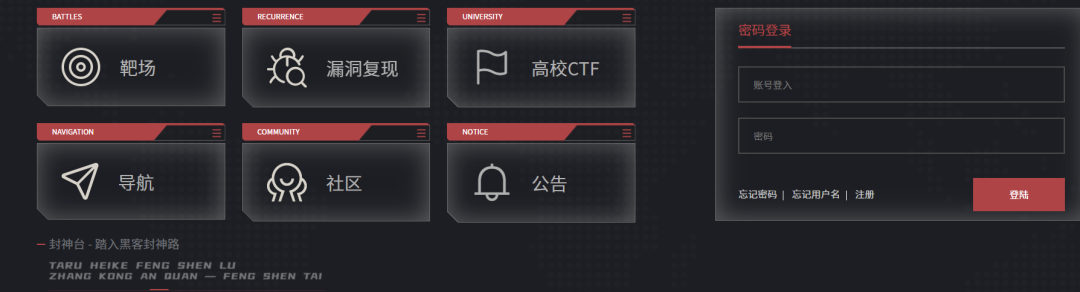 BATTLES
RECURRENCE
UNIVERSITY
靶场
漏洞复现
高校CTF
NAVIGATION
COMMUNITY
NOTICE
导航
社区
公告
封神台 - 踏入黑客封神路
TARU HEIKE FENG SHEN LU
ZHANG KONG AN QUAN — FENG SHEN TAI
密码登录
账号登入
密码
忘记密码 | 忘记用户名 | 注册
登陆